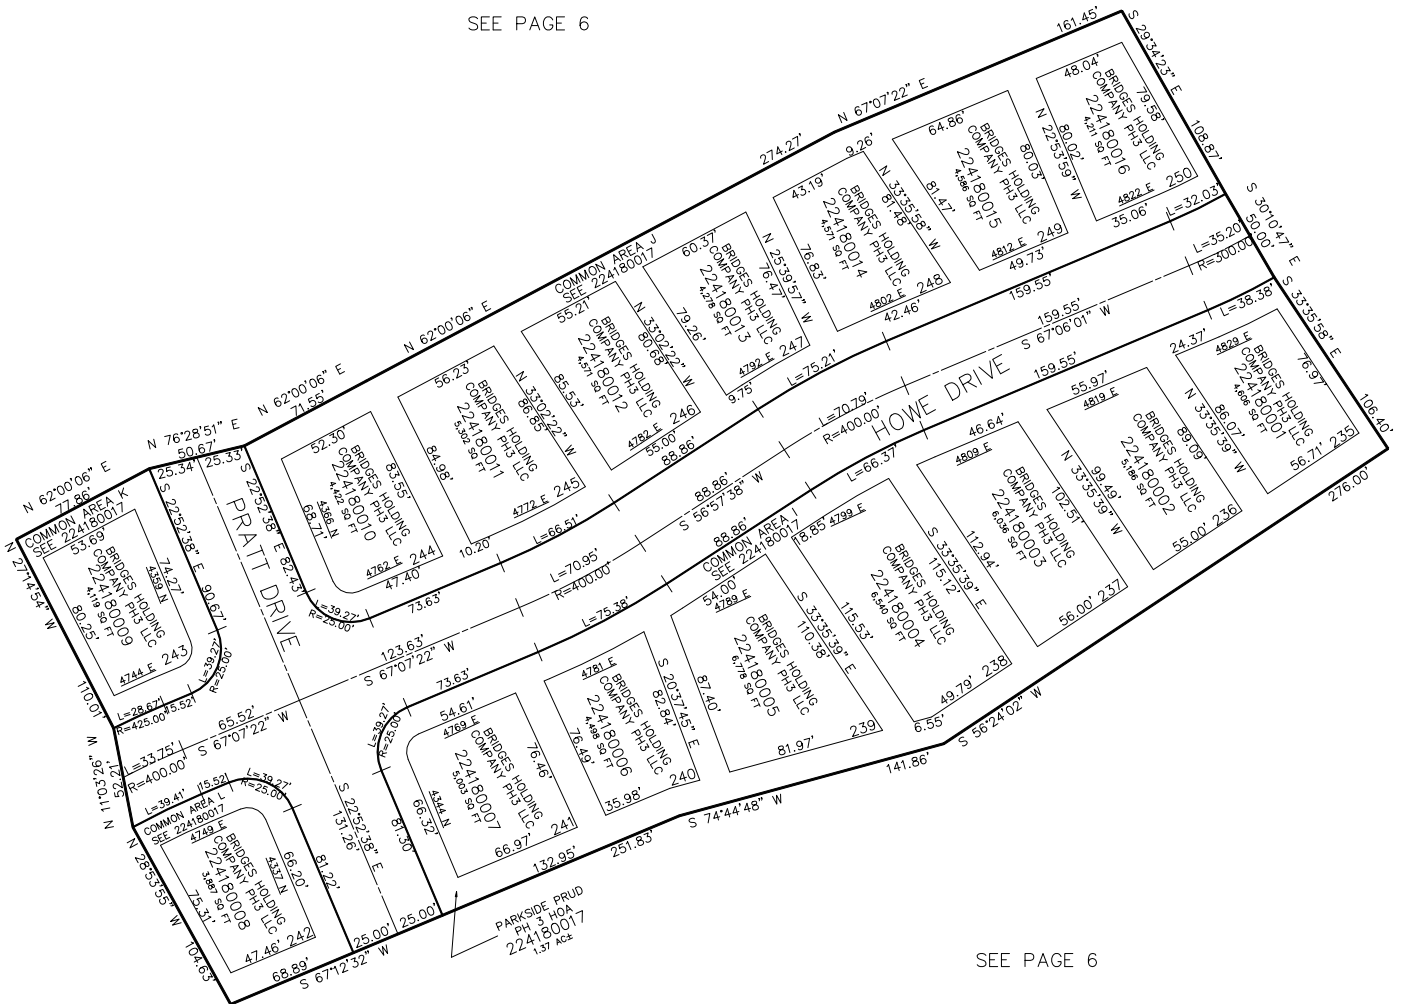 SEE PAGE 6
161.45'
S 29°34'23" E
108.87'
N 67°07'22" E
274.27'
N 62°00'06" E
N 62°00'06" E
71.55'
N 76°28'51" E
50.67'
25.34'
25.33'
N 62°00'06" E
77.86'
COMMON AREA K
SEE 224180017
N 27°14'54" W
110.01'
53.69'
74.27'
4359 N
BRIDGES HOLDING
COMPANY PH3 LLC
224180009
4,119 SQ FT
80.25'
4744 E
243
S 22°52'38" E
90.67'
L=39.27'
R=25.00'
15.52'
L=28.67'
R=425.00'
PRATT DRIVE
S 22°52'38" E
82.43'
L=39.27'
R=25.00'
52.30'
83.55'
BRIDGES HOLDING
COMPANY PH3 LLC
224180010
4,422 SQ FT
4366 N
68.71'
4762 E
244
47.40'
COMMON AREA J
SEE 224180017
56.23'
N 33°02'22" W
86.85'
BRIDGES HOLDING
COMPANY PH3 LLC
224180011
5,302 SQ FT
84.98'
4772 E
245
10.20'
55.21'
N 33°02'22" W
80.68'
BRIDGES HOLDING
COMPANY PH3 LLC
224180012
4,571 SQ FT
85.53'
4782 E
246
55.00'
60.37'
N 25°39'57" W
76.47'
BRIDGES HOLDING
COMPANY PH3 LLC
224180013
4,278 SQ FT
79.26'
4792 E
247
9.75'
43.19'
9.26'
N 33°35'58" W
81.48'
BRIDGES HOLDING
COMPANY PH3 LLC
224180014
4,571 SQ FT
76.83'
4802 E
248
42.46'
64.86'
80.03'
BRIDGES HOLDING
COMPANY PH3 LLC
224180015
4,586 SQ FT
81.47'
4812 E
249
49.73'
48.04'
79.58'
BRIDGES HOLDING
COMPANY PH3 LLC
224180016
4,211 SQ FT
80.02'
N 22°53'59" W
4822 E
250
35.06'
L=32.03'
S 30°10'47" E
50.00'
L=35.20'
R=300.00'
L=38.38'
S 33°35'58" E
106.40'
159.55'
159.55'
S 67°06'01" W
159.55'
HOWE DRIVE
L=75.21'
L=70.79'
R=400.00'
L=66.37'
88.86'
88.86'
S 56°57'38" W
88.86'
L=66.51'
L=70.95'
R=400.00'
L=75.38'
73.63'
123.63'
S 67°07'22" W
73.63'
65.52'
S 67°07'22" W
L=33.75'
R=400.00'
N 11°03'26" W
52.21'
L=39.41'
15.52'
L=39.27'
R=25.00'
COMMON AREA L
SEE 224180017
4749 E
BRIDGES HOLDING
COMPANY PH3 LLC
224180008
3,887 SQ FT
4337 N
66.20'
75.31'
47.46'
242
N 28°53'55" W
104.63'
81.22'
S 22°52'38" E
131.26'
68.89'
25.00'
25.00'
S 67°12'32" W
L=39.27'
R=25.00'
81.30'
54.61'
4769 E
BRIDGES HOLDING
COMPANY PH3 LLC
224180007
5,003 SQ FT
76.46'
4344 N
66.32'
66.97'
241
132.95'
251.83'
PARKSIDE PRUD
PH 3 HOA
224180017
1.37 AC±
4781 E
BRIDGES HOLDING
COMPANY PH3 LLC
224180006
4,498 SQ FT
76.49'
S 20°37'45" E
82.84'
35.98'
240
COMMON AREA I
SEE 224180017
54.00'
4789 E
BRIDGES HOLDING
COMPANY PH3 LLC
224180005
6,778 SQ FT
87.40'
S 33°35'39" E
110.38'
81.97'
239
S 74°44'48" W
141.86'
18.85'
4799 E
BRIDGES HOLDING
COMPANY PH3 LLC
224180004
6,540 SQ FT
115.53'
S 33°35'39" E
115.12'
49.79'
238
6.55'
S 56°24'02" W
276.00'
46.64'
4809 E
BRIDGES HOLDING
COMPANY PH3 LLC
224180003
6,036 SQ FT
112.94'
102.51'
N 33°35'39" W
56.00'
237
55.97'
4819 E
BRIDGES HOLDING
COMPANY PH3 LLC
224180002
5,186 SQ FT
99.49'
89.09'
N 33°35'39" W
55.00'
236
24.37'
4829 E
BRIDGES HOLDING
COMPANY PH3 LLC
224180001
4,606 SQ FT
86.07'
76.97'
56.71'
235
SEE PAGE 6